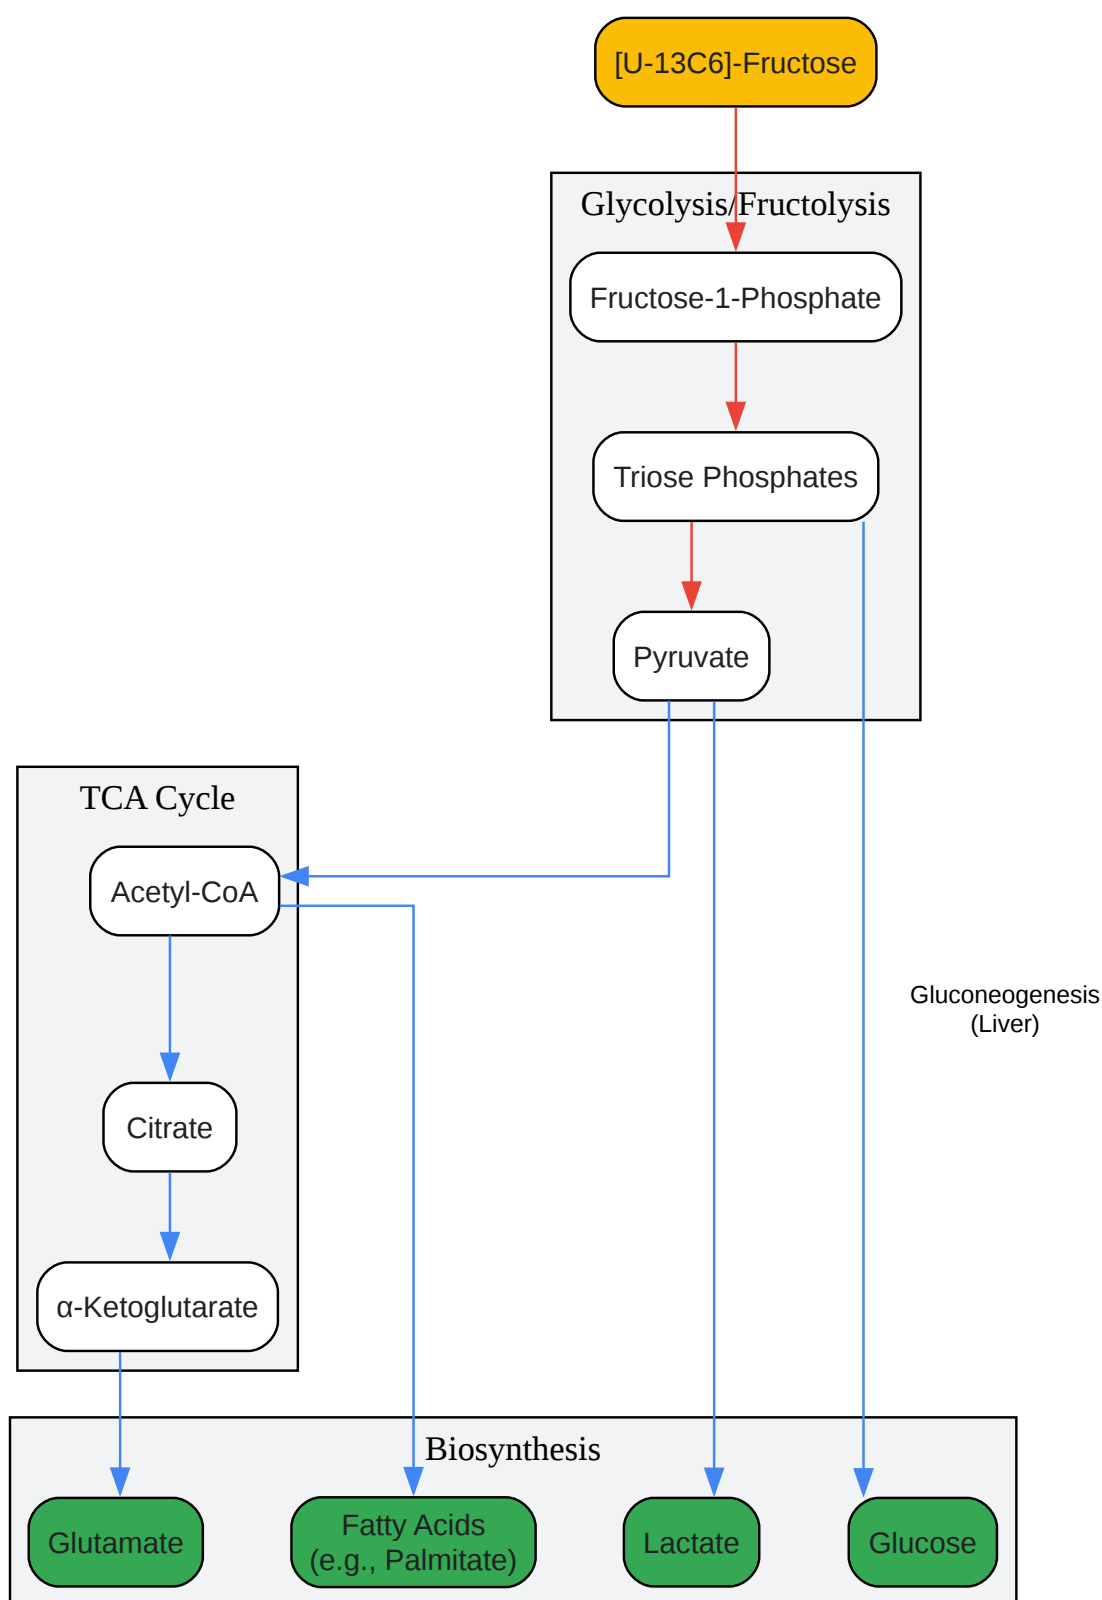 [U-13C6]-Fructose
Glycolysis/Fructolysis
Fructose-1-Phosphate
Triose Phosphates
Pyruvate
TCA Cycle
Acetyl-CoA
Gluconeogenesis
(Liver)
Citrate
α-Ketoglutarate
Biosynthesis
Glutamate
Fatty Acids
(e.g., Palmitate)
Lactate
Glucose